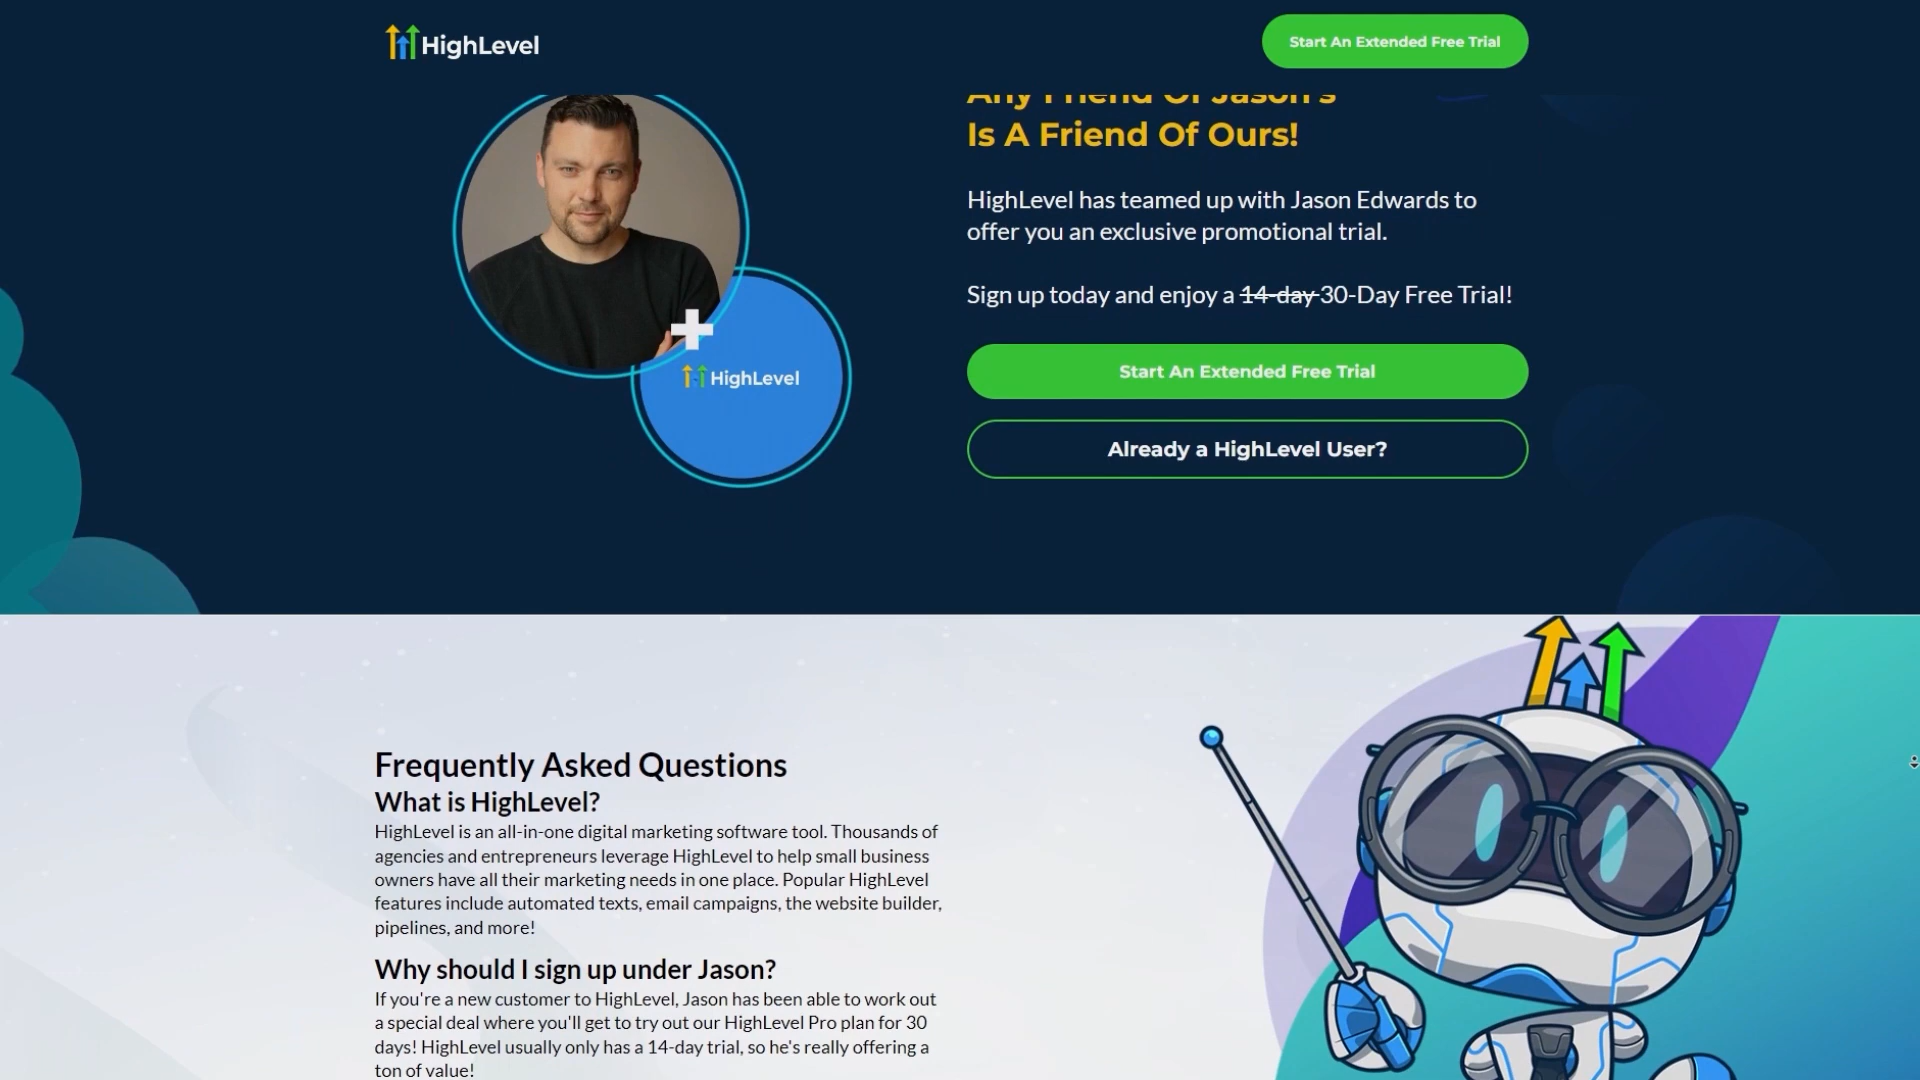 HighLevel
Start An Extended Free Trial
Any Friend Of Jason's
Is A Friend Of Ours!
HighLevel has teamed up with Jason Edwards to
offer you an exclusive promotional trial.
Sign up today and enjoy a 14-day 30-Day Free Trial!
HighLevel
Start An Extended Free Trial
Already a HighLevel User?
Frequently Asked Questions
What is HighLevel?
HighLevel is an all-in-one digital marketing software tool. Thousands of
agencies and entrepreneurs leverage HighLevel to help small business
owners have all their marketing needs in one place. Popular HighLevel
features include automated texts, email campaigns, the website builder,
pipelines, and more!
Why should I sign up under Jason?
If you're a new customer to HighLevel, Jason has been able to work out
a special deal where you'll get to try out our HighLevel Pro plan for 30
days! HighLevel usually only has a 14-day trial, so he's really offering a
ton of value!